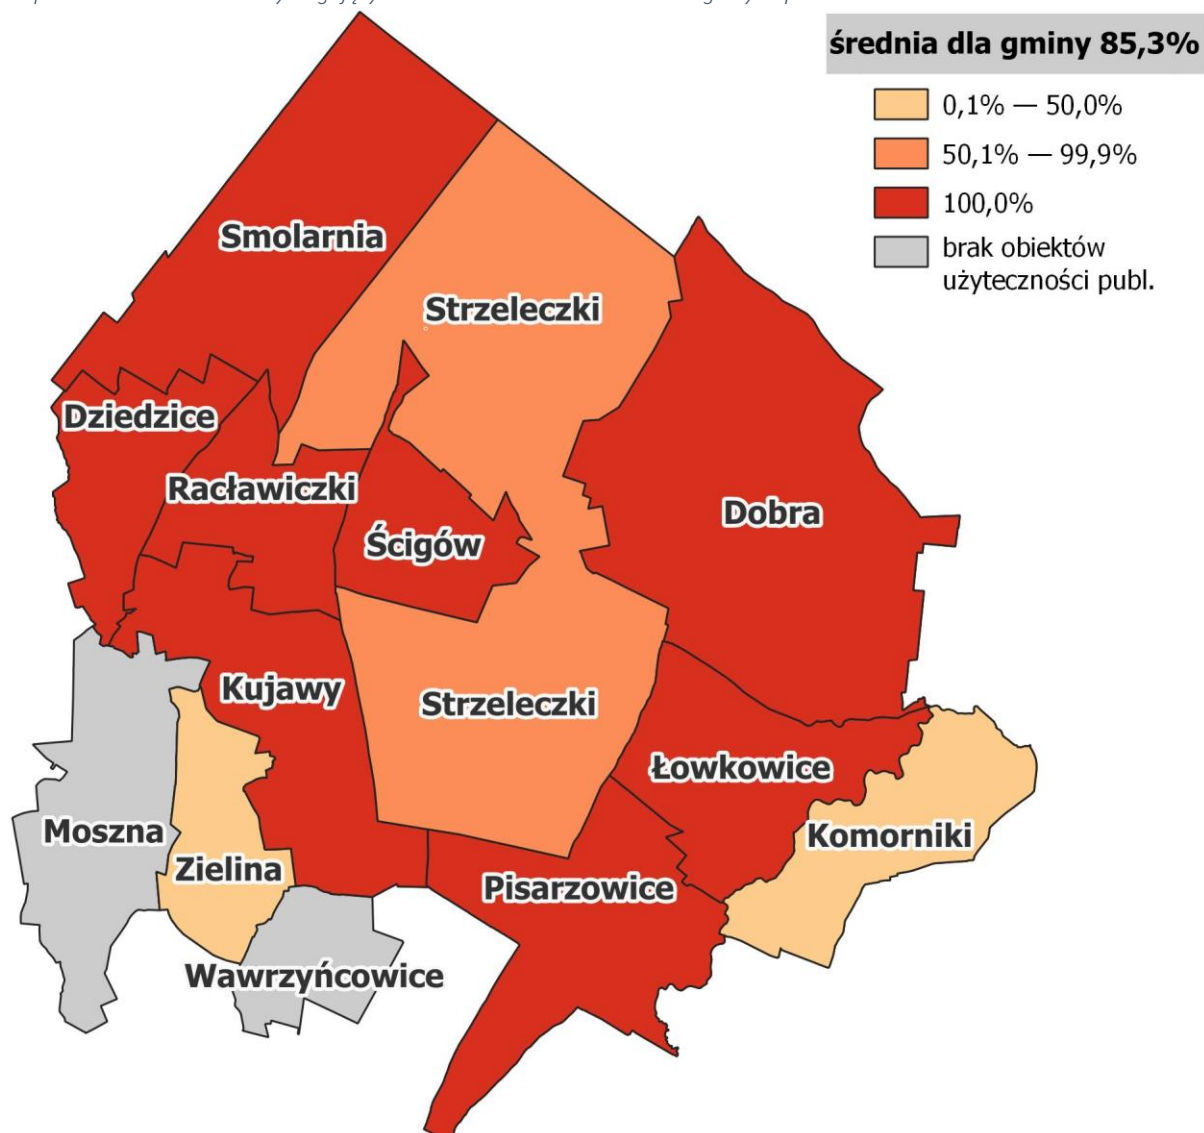 średnia dla gminy 85,3%
0,1% — 50,0%
50,1% — 99,9%
100,0%
brak obiektów
użyteczności publ.
Smolarnia
Strzeleczki
Dziedzice
Racławiczki
Dobra
Ścigów
Kujawy
Strzeleczki
Łowkowice
Moszna
Komorniki
Zielina
Pisarzowice
Wawrzyńcowice